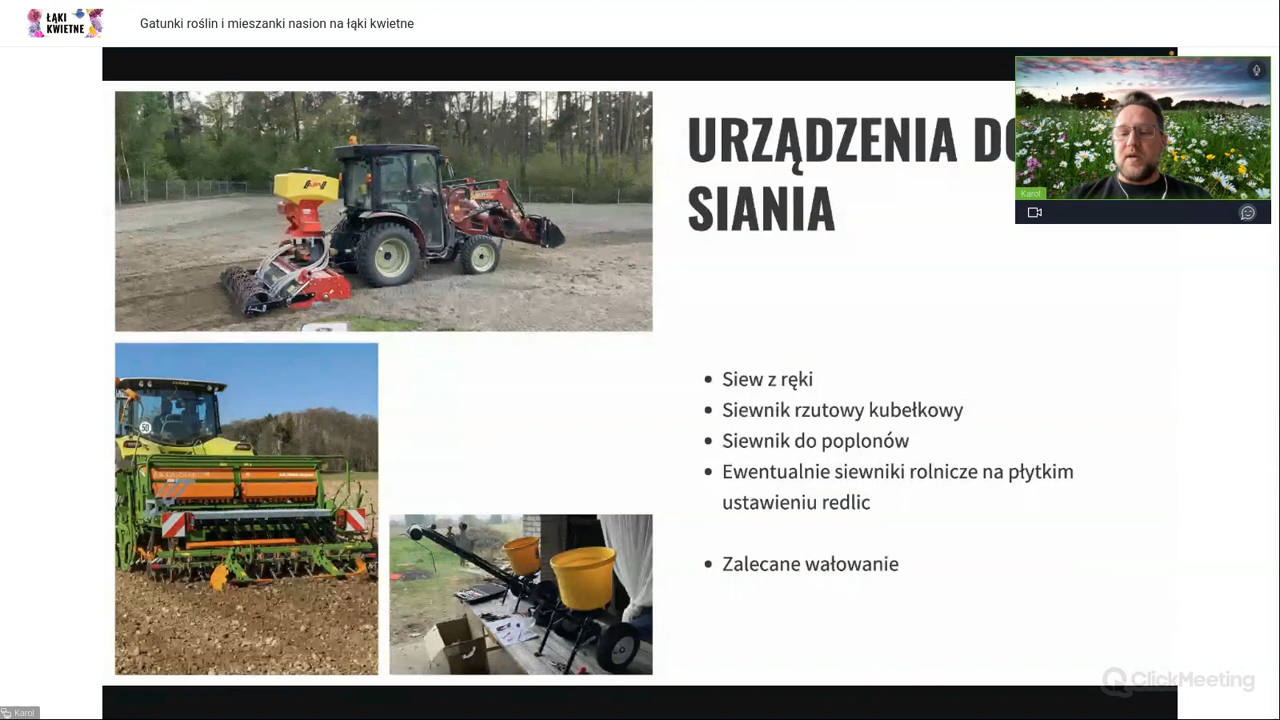 ŁĄKI
KWIETNE
Gatunki roślin i mieszanki nasion na łąki kwietne
URZĄDZENIA DO
SIANIA
Karol
50
Siew z ręki
Siewnik rzutowy kubełkowy
Siewnik do poplonów
Ewentualnie siewniki rolnicze na płytkim
ustawieniu redlic
Zalecane wałowanie
ClickMeeting
Karol